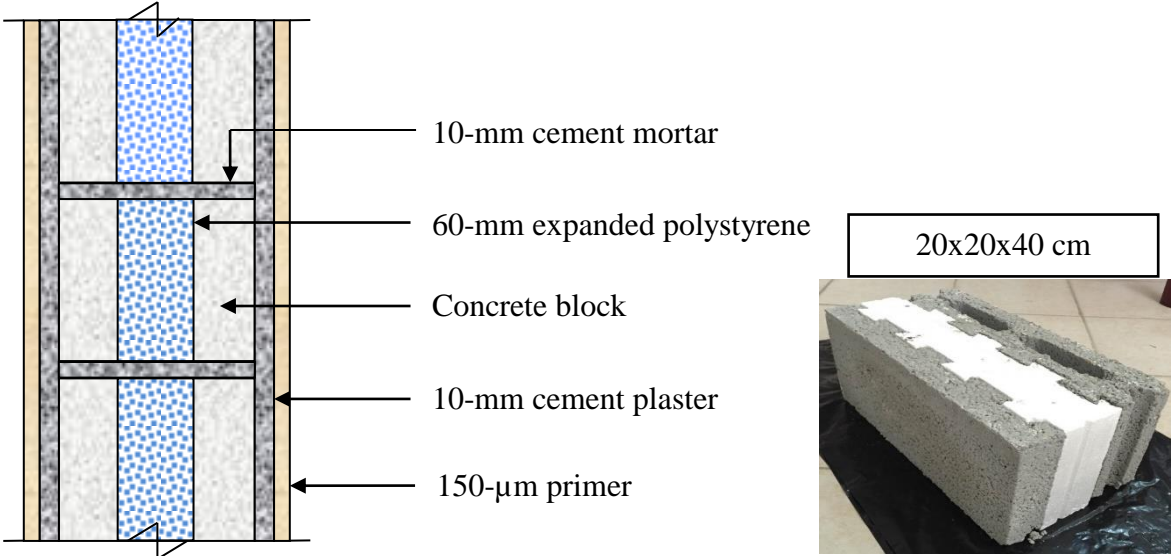 10-mm cement mortar
60-mm expanded polystyrene
20x20x40 cm
Concrete block
10-mm cement plaster
150-µm primer